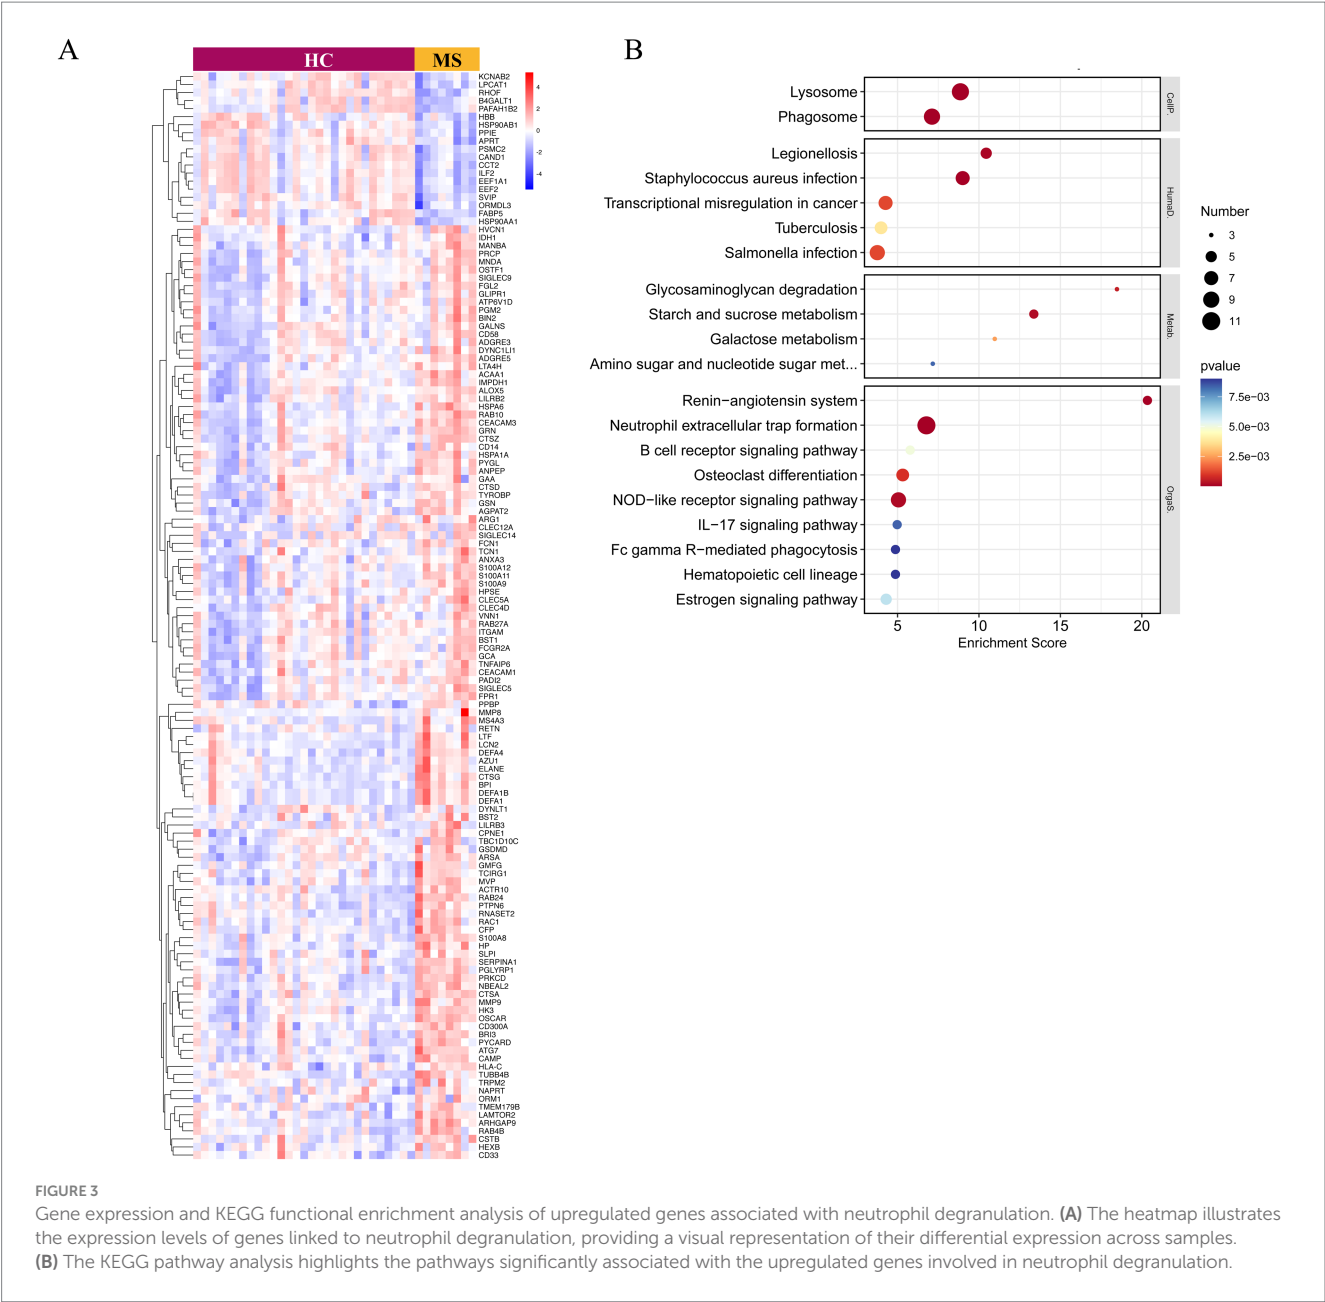 A
HC
MS
KCNAB2
LPCAT1
RHOF
B4GALT1
PAFAH1B2
HBB
HSP90AB1
PPIE
APRT
PSMC2
CAND1
CCT2
ILF2
EEF1A1
EEF2
SVIP
ORMDL3
FABP5
HSP90AA1
HVCN1
IDH1
MANBA
PRCP
MNDA
OSTF1
SIGLEC9
FGL2
GLIPR1
ATP6V1D
PGM2
BIN2
GALNS
CD58
ADGRE3
DYNC1LI1
ADGRE5
LTA4H
ACAA1
IMPDH1
ALOX5
LILRB2
HSPA6
RAB10
CEACAM3
GRN
CTSZ
CD14
HSPA1A
PYGL
ANPEP
GAA
CTSD
TYROBP
GSN
AGPAT2
ARG1
CLEC12A
SIGLEC14
FCN1
TCN1
ANXA3
S100A12
S100A11
S100A9
HPSE
CLEC5A
CLEC4D
VNN1
RAB27A
ITGAM
BST1
FCGR2A
GCA
TNFAIP6
CEACAM1
PADI2
SIGLEC5
FPR1
PPBP
MMP8
MS4A3
RETN
LTF
LCN2
DEFA4
AZU1
ELANE
CTSG
BPI
DEFA1B
DEFA1
DYNLT1
BST2
LILRB3
CPNE1
TBC1D10C
GSDMD
ARSA
GMFG
TCIRG1
MVP
ACTR10
RAB24
PTPN6
RNASET2
RAC1
CFP
S100A8
HP
SLPI
SERPINA1
PGLYRP1
PRKCD
NBEAL2
CTSA
MMP9
HK3
OSCAR
CD300A
BRI3
PYCARD
ATG7
CAMP
HLA-C
TUBB4B
TRPM2
NAPRT
ORM1
TMEM179B
LAMTOR2
ARHGAP9
RAB4B
CSTB
HEXB
CD33
4
2
0
-2
-4
B
Lysosome
Phagosome
CellP.
Legionellosis
Staphylococcus aureus infection
Transcriptional misregulation in cancer
Tuberculosis
Salmonella infection
HumaD.
Glycosaminoglycan degradation
Starch and sucrose metabolism
Galactose metabolism
Amino sugar and nucleotide sugar met...
Metab.
Renin−angiotensin system
Neutrophil extracellular trap formation
B cell receptor signaling pathway
Osteoclast differentiation
NOD−like receptor signaling pathway
IL−17 signaling pathway
Fc gamma R−mediated phagocytosis
Hematopoietic cell lineage
Estrogen signaling pathway
OrgaS.
5 10 15 20
Enrichment Score
Number
3
5
7
9
11
pvalue
7.5e−03
5.0e−03
2.5e−03
FIGURE 3
Gene expression and KEGG functional enrichment analysis of upregulated genes associated with neutrophil degranulation. (A) The heatmap illustrates
the expression levels of genes linked to neutrophil degranulation, providing a visual representation of their differential expression across samples.
(B) The KEGG pathway analysis highlights the pathways significantly associated with the upregulated genes involved in neutrophil degranulation.